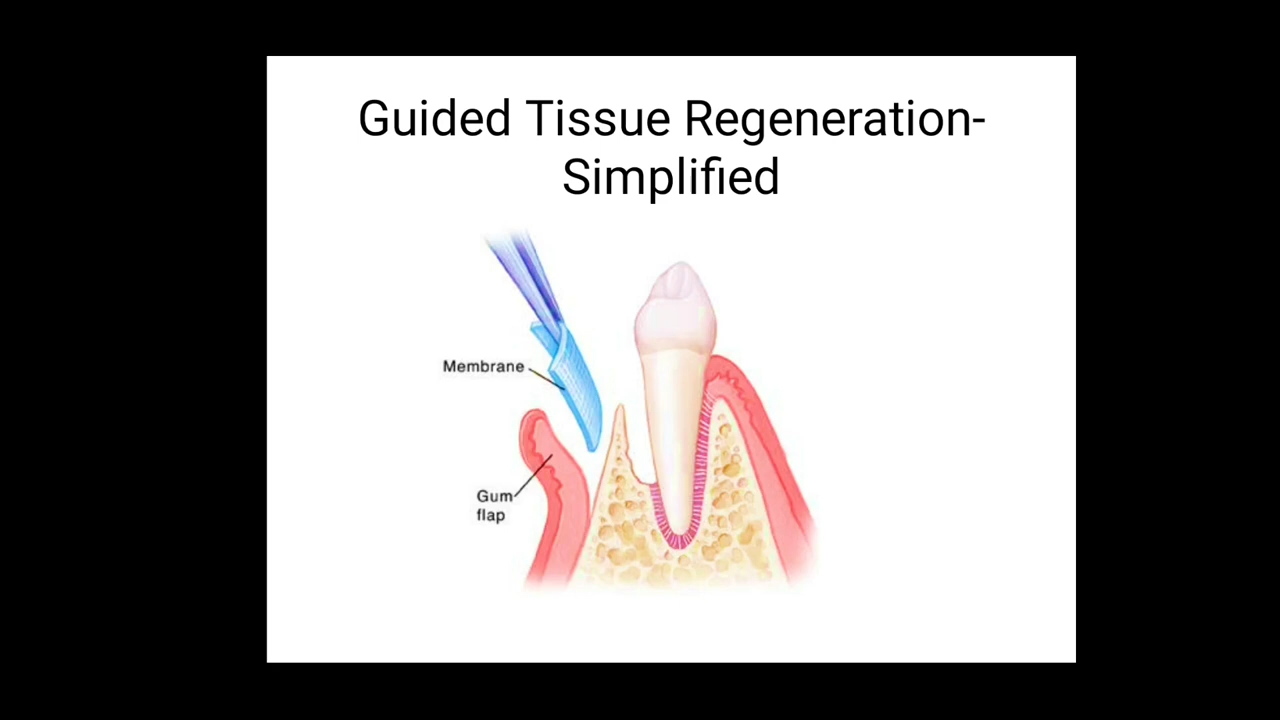 Guided Tissue Regeneration-
Simplified
Membrane
Gum
flap